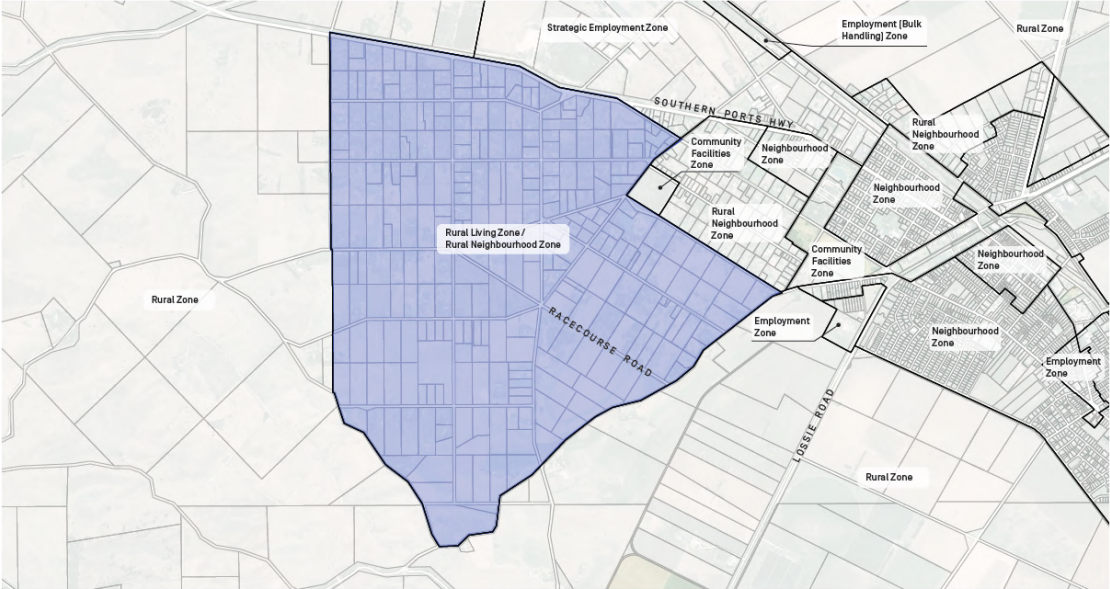 Strategic Employment Zone
Employment (Bulk
Handling) Zone
Rural Zone
SOUTHERN PORTS HWY
Rural
Neighbourhood
Zone
Community
Facilities
Zone
Neighbourhood
Zone
Neighbourhood
Zone
Rural
Neighbourhood
Zone
Rural Living Zone /
Rural Neighbourhood Zone
Community
Facilities
Zone
Neighbourhood
Zone
Rural Zone
RACECOURSE ROAD
Employment
Zone
Neighbourhood
Zone
Employment
Zone
LOSSIE ROAD
Rural Zone